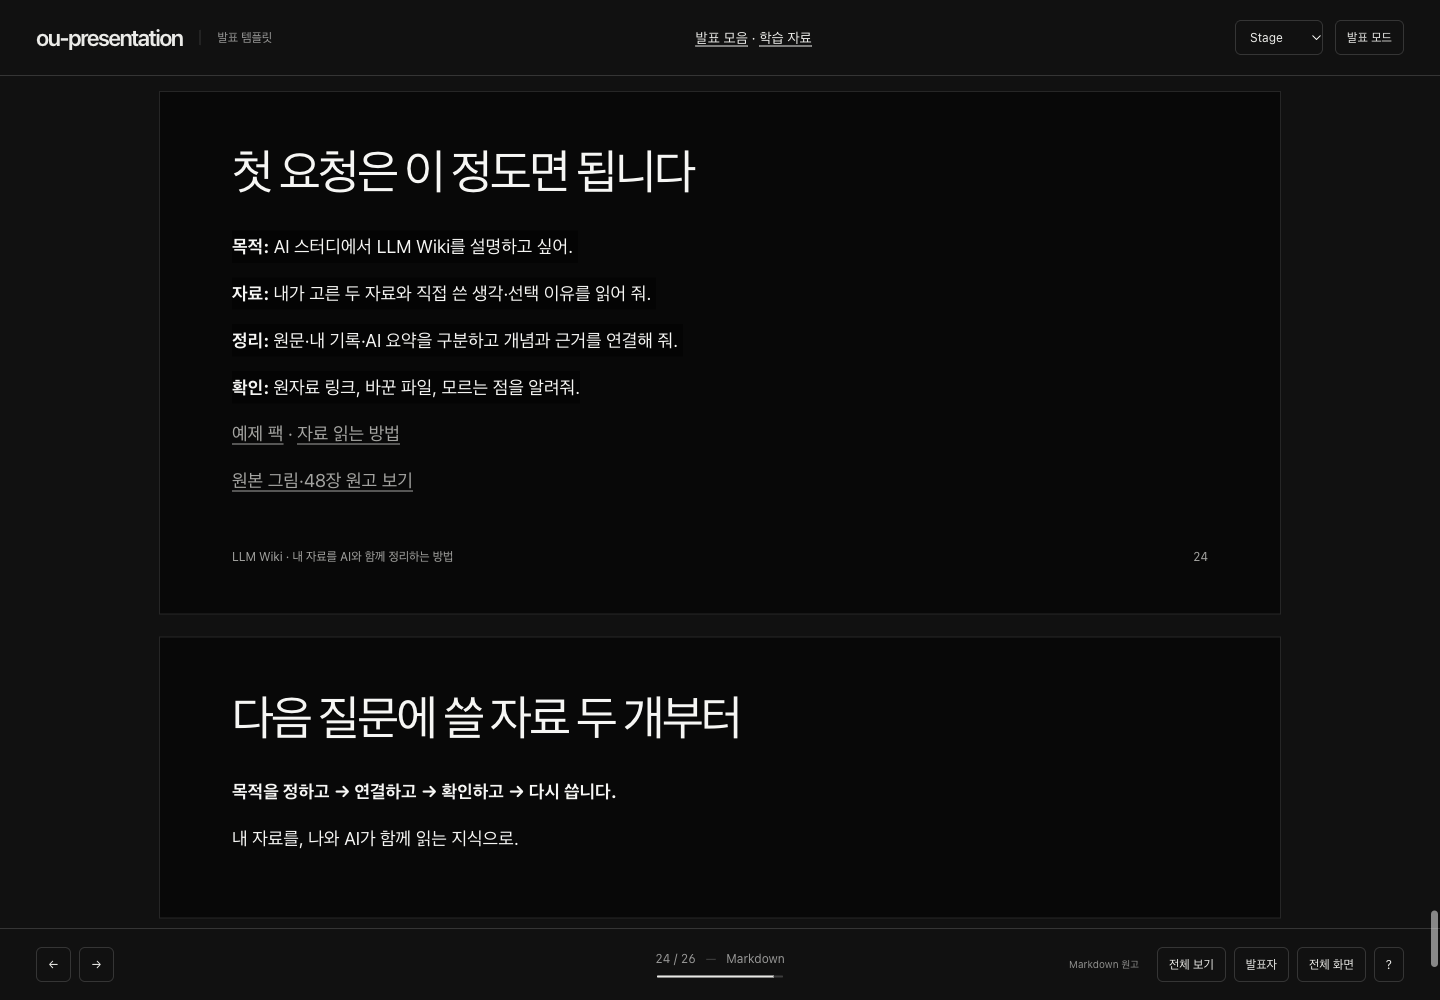 ou-presentation
발표 템플릿
발표 모음 · 학습 자료
Stage
발표 모드
첫 요청은 이 정도면 됩니다
목적: AI 스터디에서 LLM Wiki를 설명하고 싶어.
자료: 내가 고른 두 자료와 직접 쓴 생각·선택 이유를 읽어 줘.
정리: 원문·내 기록·AI 요약을 구분하고 개념과 근거를 연결해 줘.
확인: 원자료 링크, 바꾼 파일, 모르는 점을 알려줘.
예제 팩 · 자료 읽는 방법
원본 그림·48장 원고 보기
LLM Wiki · 내 자료를 AI와 함께 정리하는 방법
24
다음 질문에 쓸 자료 두 개부터
목적을 정하고 → 연결하고 → 확인하고 → 다시 씁니다.
내 자료를, 나와 AI가 함께 읽는 지식으로.
←
→
24 / 26 — Markdown
Markdown 원고
전체 보기
발표자
전체 화면
?